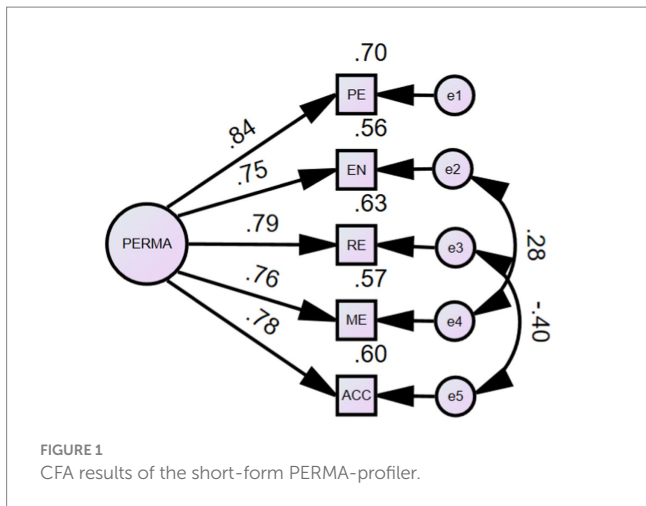 .70
PE
e1
.84
.56
EN
e2
.75
.63
PERMA
.79
RE
e3
.28
.57
.76
ME
e4
-.40
.78
.60
ACC
e5
FIGURE 1
CFA results of the short-form PERMA-profiler.